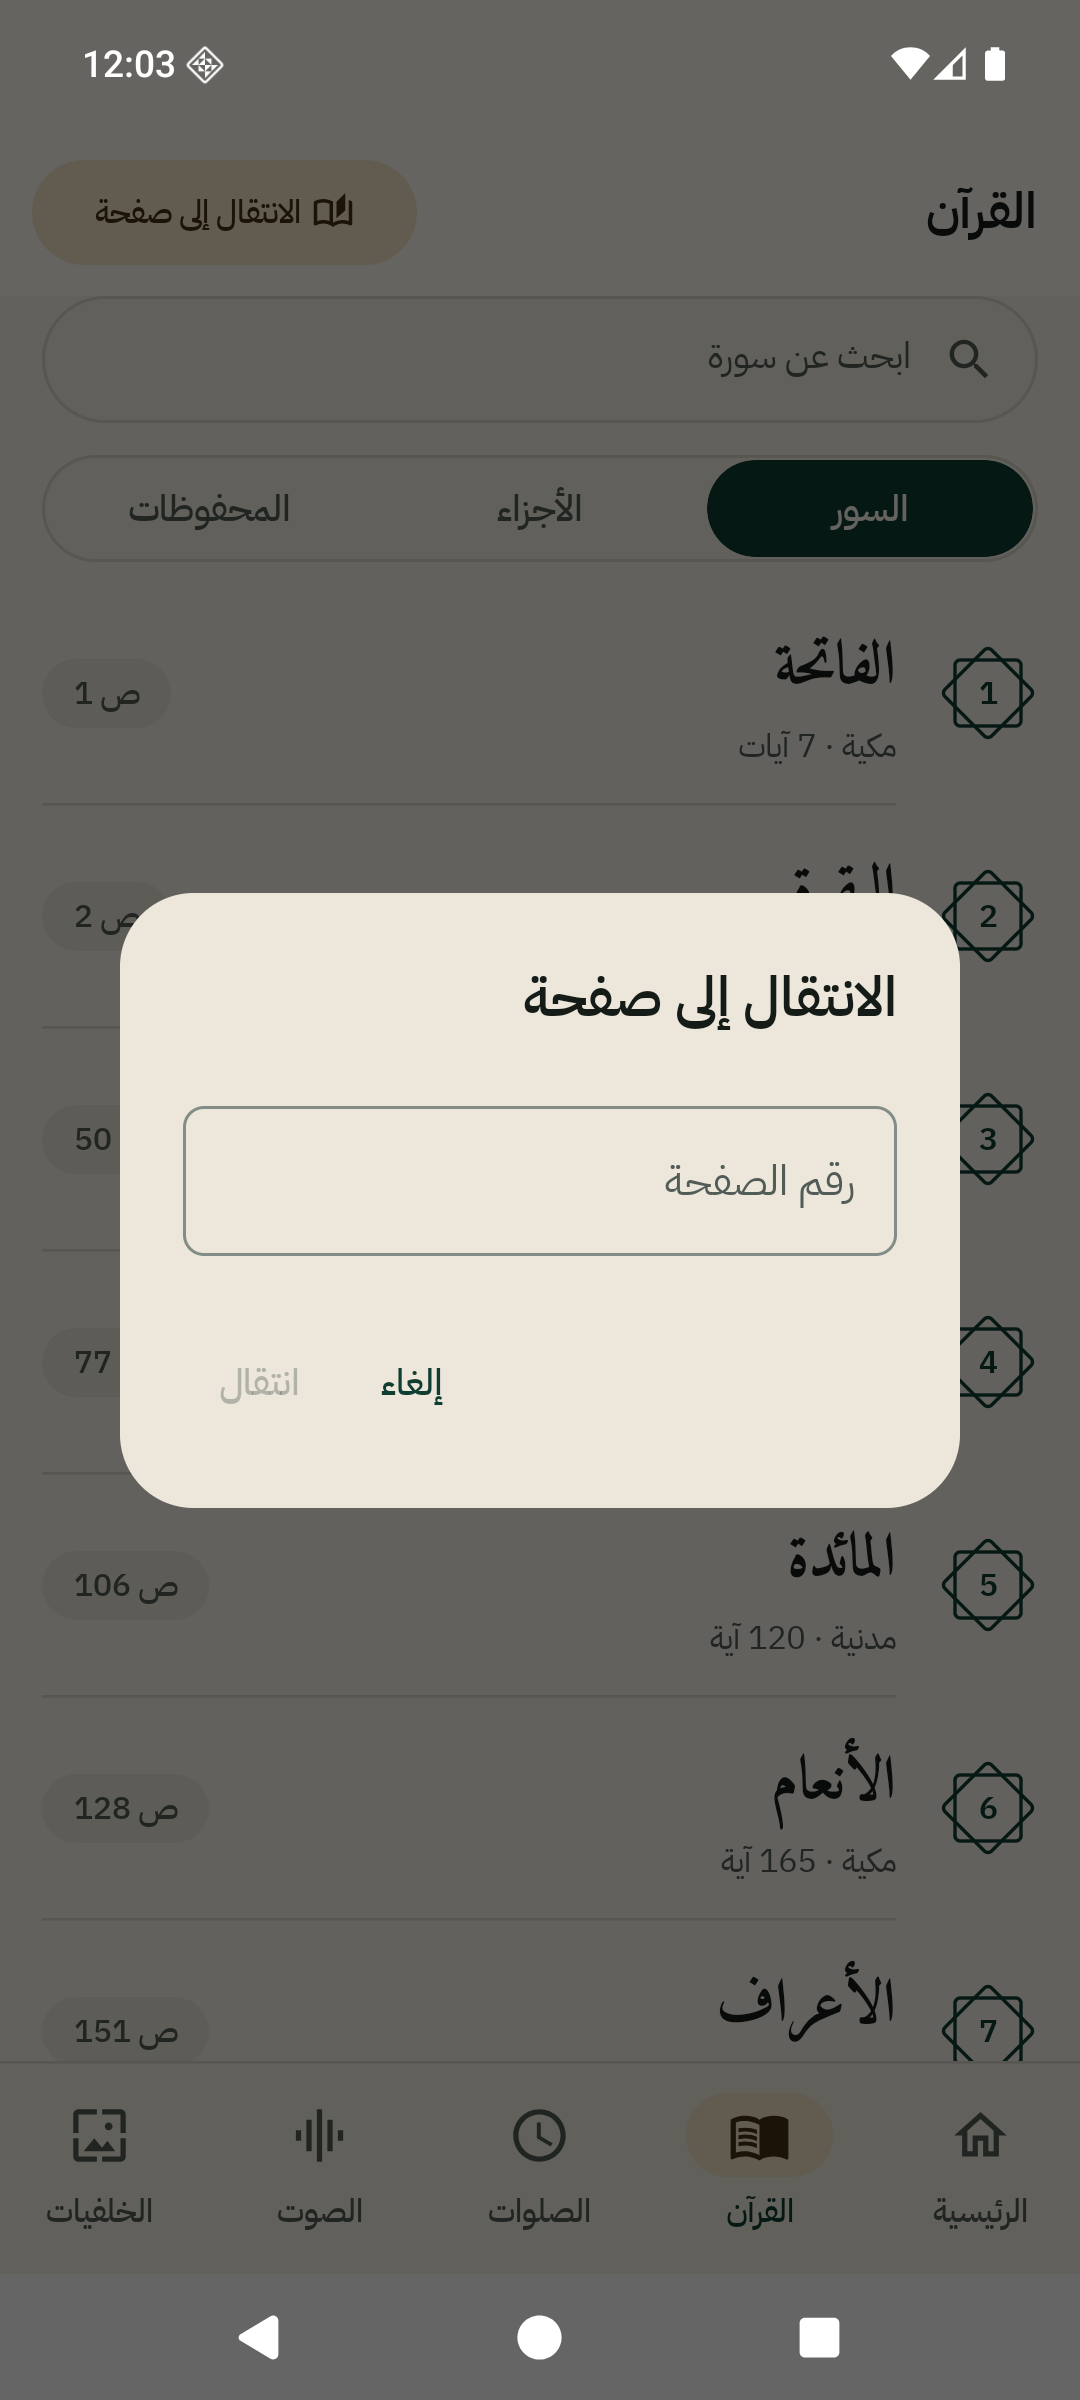 12:03
القرآن
الانتقال إلى صفحة
ابحث عن سورة
السور الأجزاء المحفوظات
1 الفاتحة ص 1
مكية · 7 آيات
2 ص 2
الانتقال إلى صفحة
3 50
رقم الصفحة
4 77
إلغاء انتقال
5 المائدة ص 106
مدنية · 120 آية
6 الأنعام ص 128
مكية · 165 آية
7 الأعراف ص 151
الرئيسية القرآن الصلوات الصوت الخلفيات